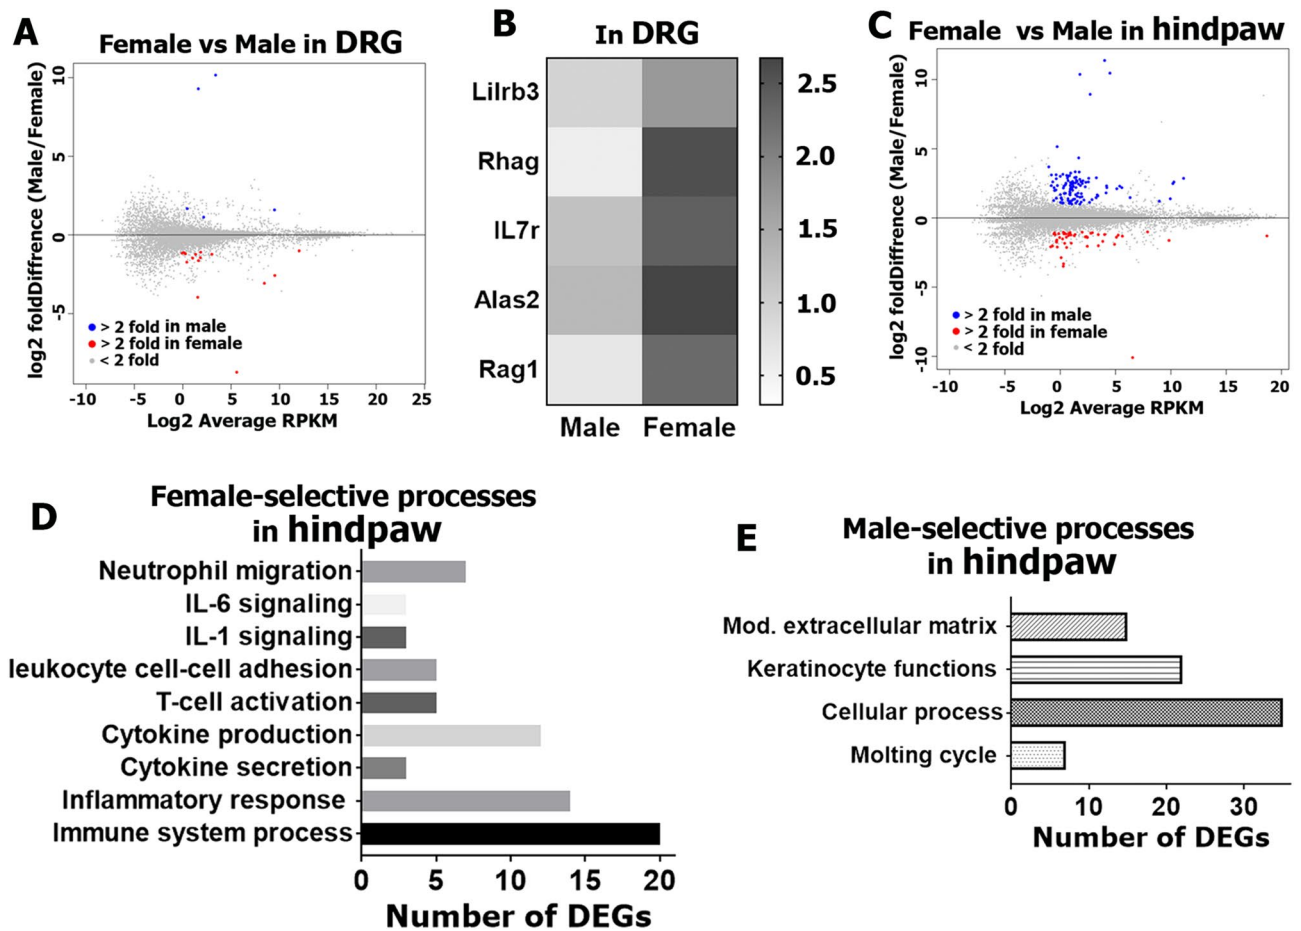 A
Female vs Male in DRG
log2 foldDiffrence (Male/Female)
10
5
0
-5
> 2 fold in male
> 2 fold in female
< 2 fold
-10 -5 0 5 10 15 20 25
Log2 Average RPKM
B
In DRG
Lilrb3
Rhag
IL7r
Alas2
Rag1
Male Female
2.5
2.0
1.5
1.0
0.5
C
Female vs Male in hindpaw
log2 foldDiffrence (Male/Female)
10
5
0
-5
-10
> 2 fold in male
> 2 fold in female
< 2 fold
-10 -5 0 5 10 15 20
Log2 Average RPKM
D
Female-selective processes
in hindpaw
Neutrophil migration
IL-6 signaling
IL-1 signaling
leukocyte cell-cell adhesion
T-cell activation
Cytokine production
Cytokine secretion
Inflammatory response
Immune system process
0 5 10 15 20
Number of DEGs
E
Male-selective processes
in hindpaw
Mod. extracellular matrix
Keratinocyte functions
Cellular process
Molting cycle
0 10 20 30
Number of DEGs